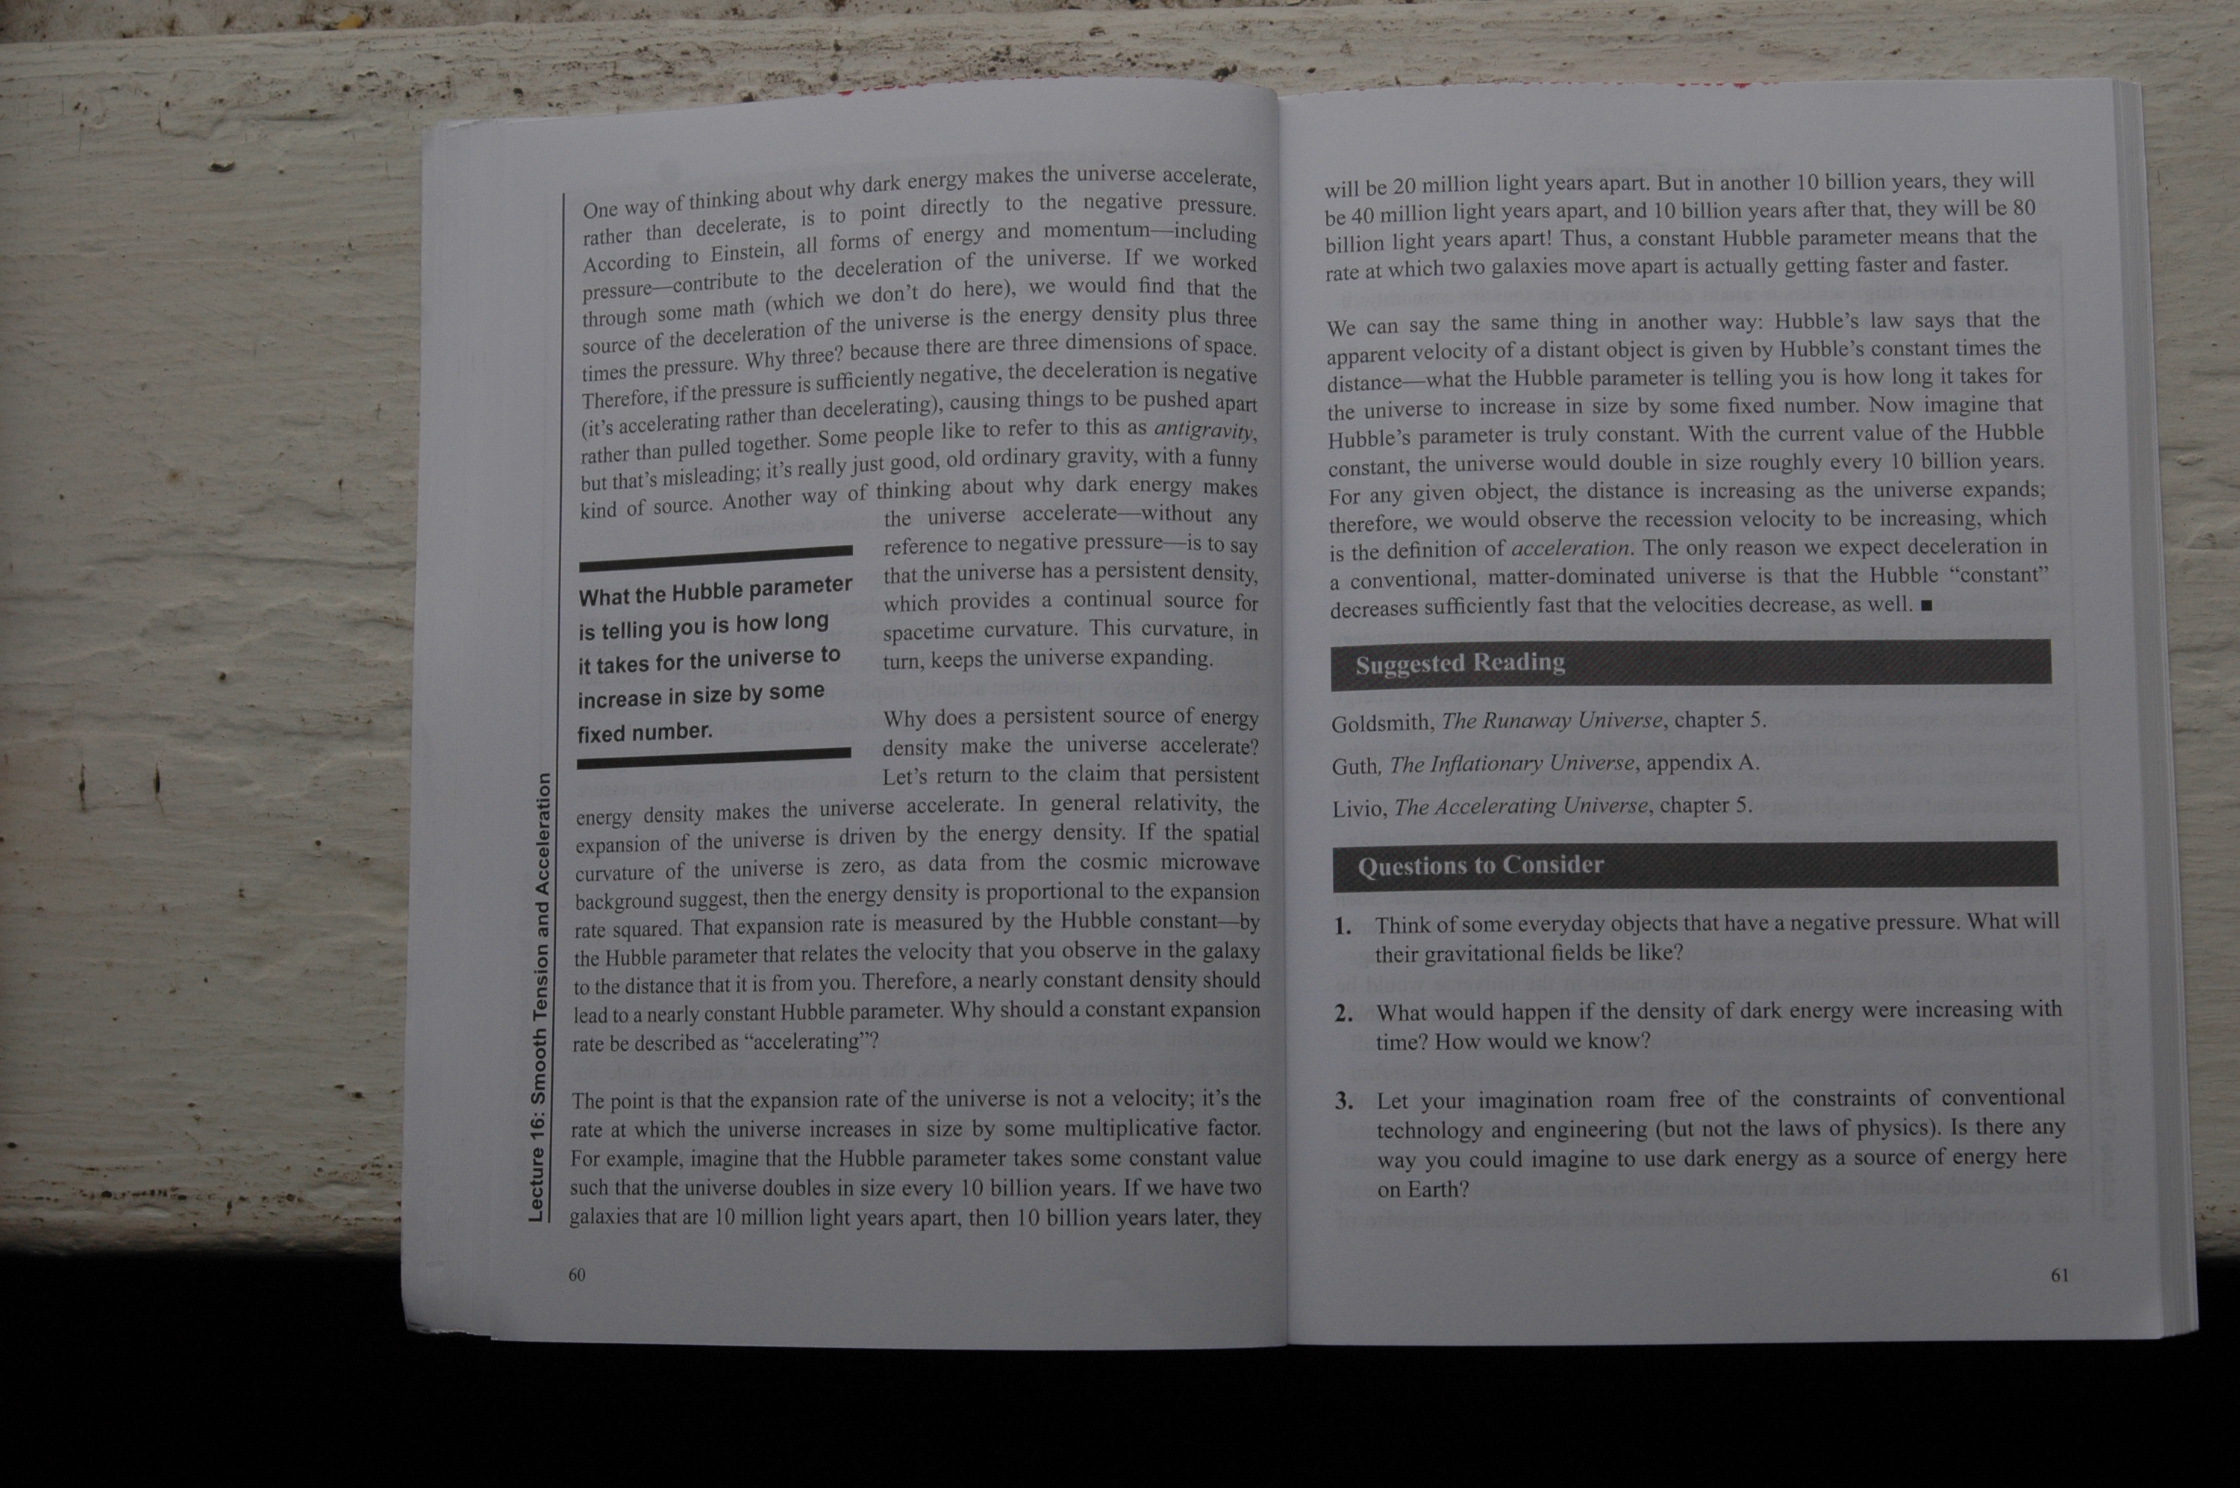 One way of thinking about why dark energy makes the universe accelerate,
rather than decelerate, is to point directly to the negative pressure.
According to Einstein, all forms of energy and momentum—including
pressure—contribute to the deceleration of the universe. If we worked
through some math (which we don't do here), we would find that the
source of the deceleration of the universe is the energy density plus three
times the pressure. Why three? because there are three dimensions of space.
Therefore, if the pressure is sufficiently negative, the deceleration is negative
(it's accelerating rather than decelerating), causing things to be pushed apart
rather than pulled together. Some people like to refer to this as antigravity,
but that's misleading; it's really just good, old ordinary gravity, with a funny
kind of source. Another way of thinking about why dark energy makes
the universe accelerate—without any
reference to negative pressure—is to say
that the universe has a persistent density,
which provides a continual source for
spacetime curvature. This curvature, in
turn, keeps the universe expanding.
What the Hubble parameter
is telling you is how long
it takes for the universe to
increase in size by some
fixed number.
Why does a persistent source of energy
density make the universe accelerate?
Let's return to the claim that persistent
energy density makes the universe accelerate. In general relativity, the
expansion of the universe is driven by the energy density. If the spatial
curvature of the universe is zero, as data from the cosmic microwave
background suggest, then the energy density is proportional to the expansion
rate squared. That expansion rate is measured by the Hubble constant—by
the Hubble parameter that relates the velocity that you observe in the galaxy
to the distance that it is from you. Therefore, a nearly constant density should
lead to a nearly constant Hubble parameter. Why should a constant expansion
rate be described as "accelerating"?
The point is that the expansion rate of the universe is not a velocity; it's the
rate at which the universe increases in size by some multiplicative factor.
For example, imagine that the Hubble parameter takes some constant value
such that the universe doubles in size every 10 billion years. If we have two
galaxies that are 10 million light years apart, then 10 billion years later, they
Lecture 16: Smooth Tension and Acceleration
60
will be 20 million light years apart. But in another 10 billion years, they will
be 40 million light years apart, and 10 billion years after that, they will be 80
billion light years apart! Thus, a constant Hubble parameter means that the
rate at which two galaxies move apart is actually getting faster and faster.
We can say the same thing in another way: Hubble's law says that the
apparent velocity of a distant object is given by Hubble's constant times the
distance—what the Hubble parameter is telling you is how long it takes for
the universe to increase in size by some fixed number. Now imagine that
Hubble's parameter is truly constant. With the current value of the Hubble
constant, the universe would double in size roughly every 10 billion years.
For any given object, the distance is increasing as the universe expands;
therefore, we would observe the recession velocity to be increasing, which
is the definition of acceleration. The only reason we expect deceleration in
a conventional, matter-dominated universe is that the Hubble "constant"
decreases sufficiently fast that the velocities decrease, as well. ■
Suggested Reading
Goldsmith, The Runaway Universe, chapter 5.
Guth, The Inflationary Universe, appendix A.
Livio, The Accelerating Universe, chapter 5.
Questions to Consider
1. Think of some everyday objects that have a negative pressure. What will
their gravitational fields be like?
2. What would happen if the density of dark energy were increasing with
time? How would we know?
3. Let your imagination roam free of the constraints of conventional
technology and engineering (but not the laws of physics). Is there any
way you could imagine to use dark energy as a source of energy here
on Earth?
61